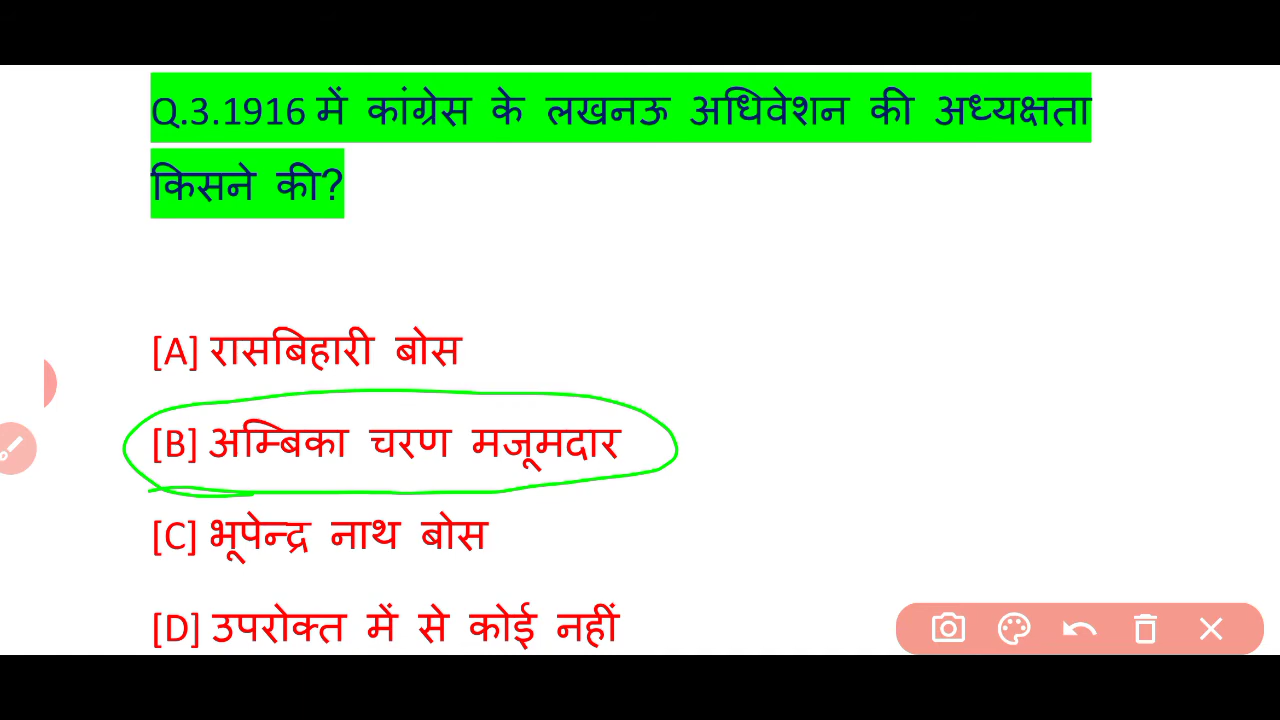 Q.3.1916 में कांग्रेस के लखनऊ अधिवेशन की अध्यक्षता
किसने की?
[A] रासबिहारी बोस
[B] अम्बिका चरण मजूमदार
[C] भूपेन्द्र नाथ बोस
[D] उपरोक्त में से कोई नहीं